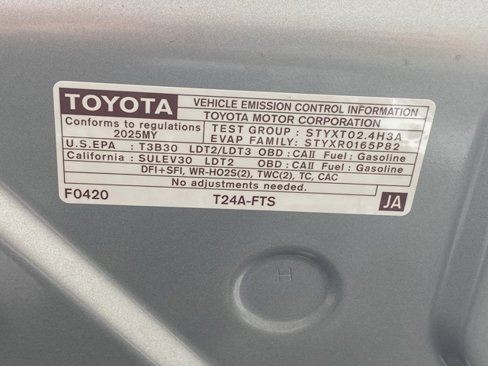 TOYOTA VEHICLE EMISSION CONTROL INFORMATION
TOYOTA MOTOR CORPORATION
Conforms to regulations TEST GROUP : STYXT02.4H3A
2025MY EVAP FAMILY: STYXR0165P82
U.S.EPA : T3B30 LDT2/LDT3 OBD : CAII Fuel : Gasoline
California : SULEV30 LDT2 OBD : CAII Fuel : Gasoline
DFI+SFI, WR-HO2S(2), TWC(2), TC, CAC
No adjustments needed.
F0420 T24A-FTS JA
H